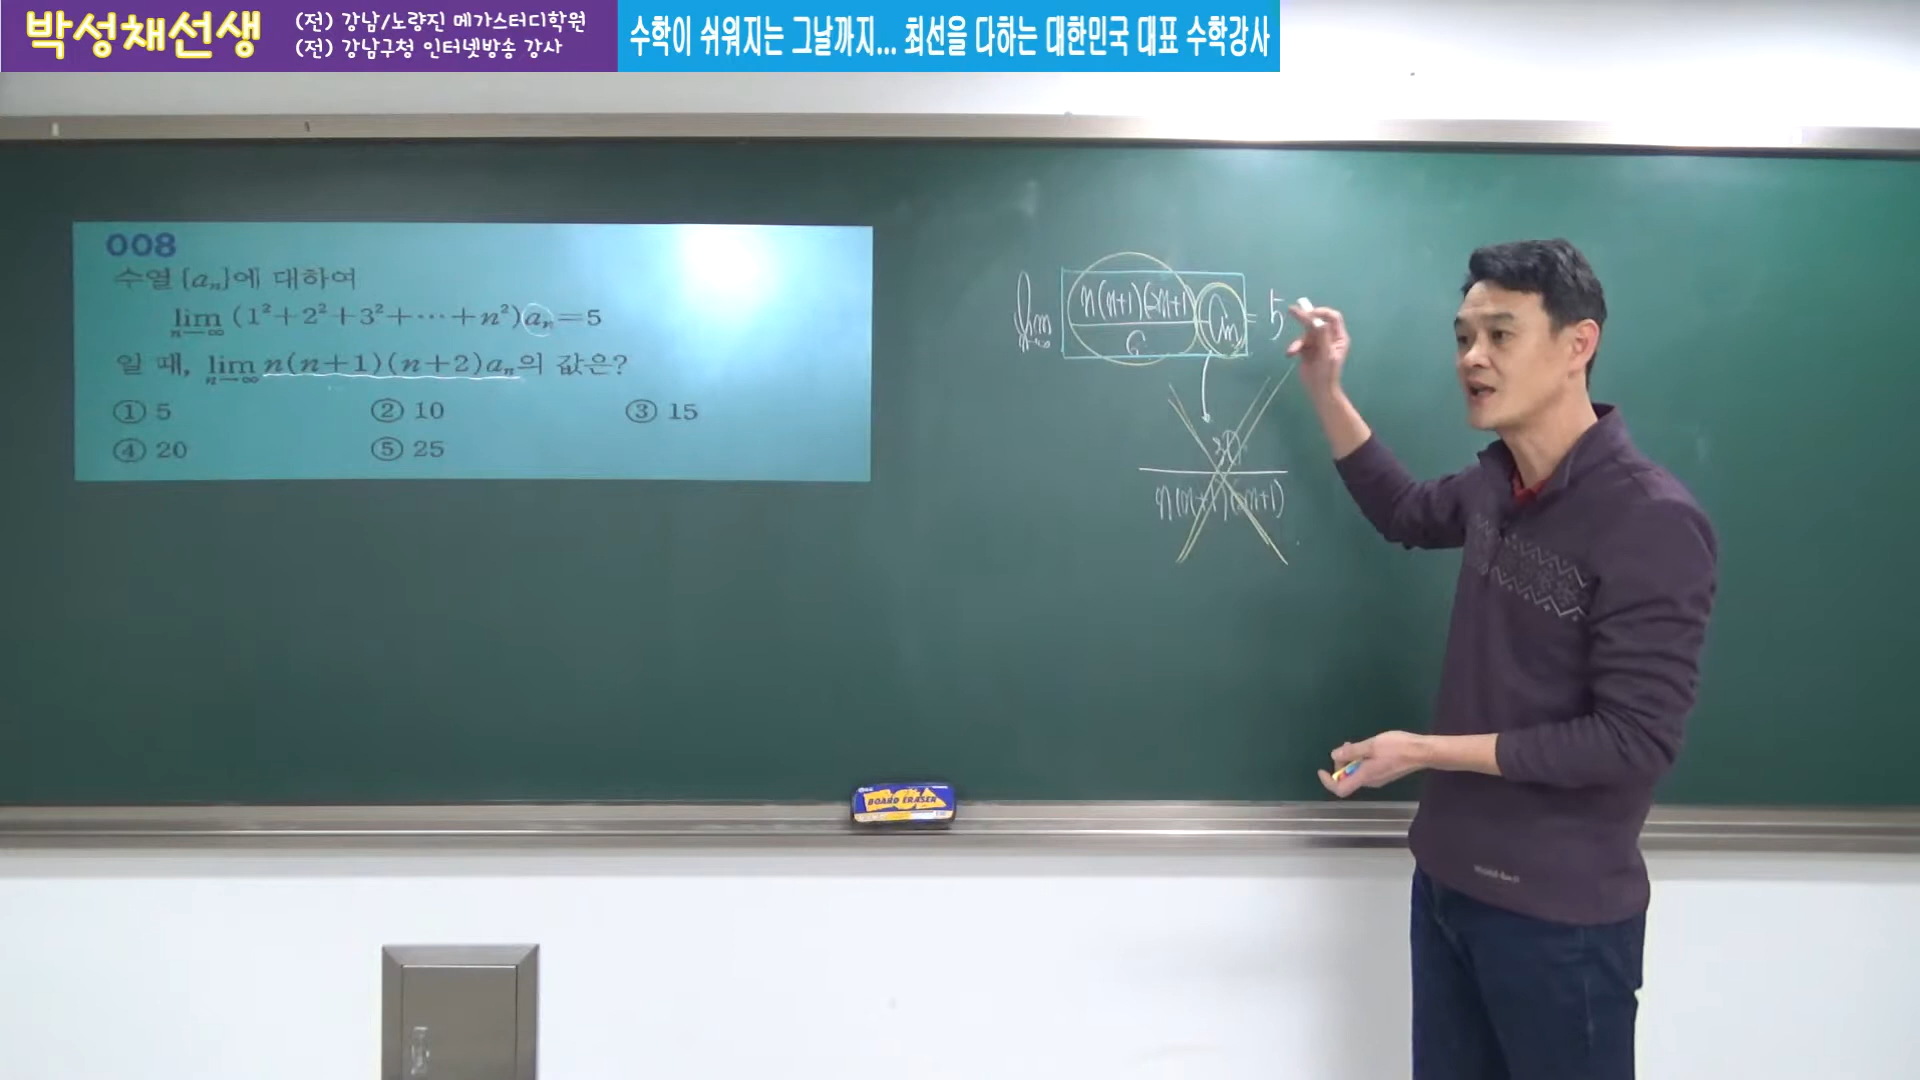 박성채선생
(전) 강남/노량진 메가스터디학원
(전) 강남구청 인터넷방송 강사
수학이 쉬워지는 그날까지... 최선을 다하는 대한민국 대표 수학강사
008
수열 {aₙ}에 대하여
lim n→∞ (1²+2²+3²+⋯+n²)aₙ=5
일 때, lim n→∞ n(n+1)(n+2)aₙ의 값은?
① 5 ② 10 ③ 15
④ 20 ⑤ 25
lim n→∞ n(n+1)(2n+1)/6 aₙ = 5
30
n(n+1)(2n+1)
BOARD ERASER